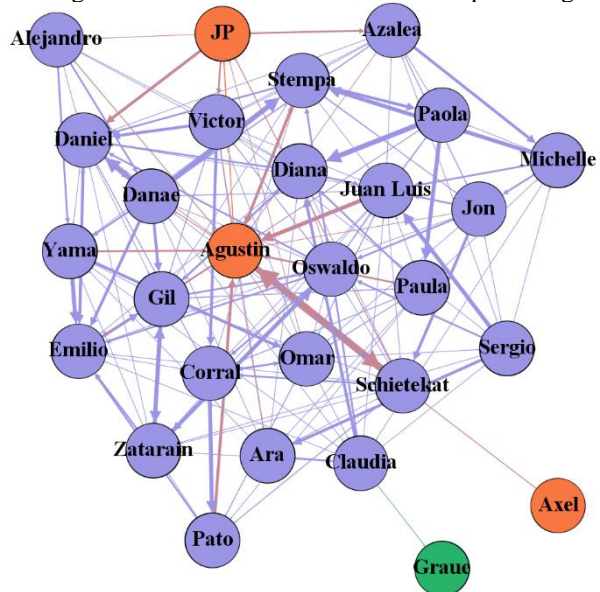 Alejandro
JP
Azalea
Stempa
Paola
Victor
Daniel
Michelle
Diana
Danae
Juan Luis
Jon
Yama
Agustin
Oswaldo
Gil
Paula
Emilio
Omar
Sergio
Corral
Schietekat
Zatarain
Ara
Claudia
Axel
Pato
Graue